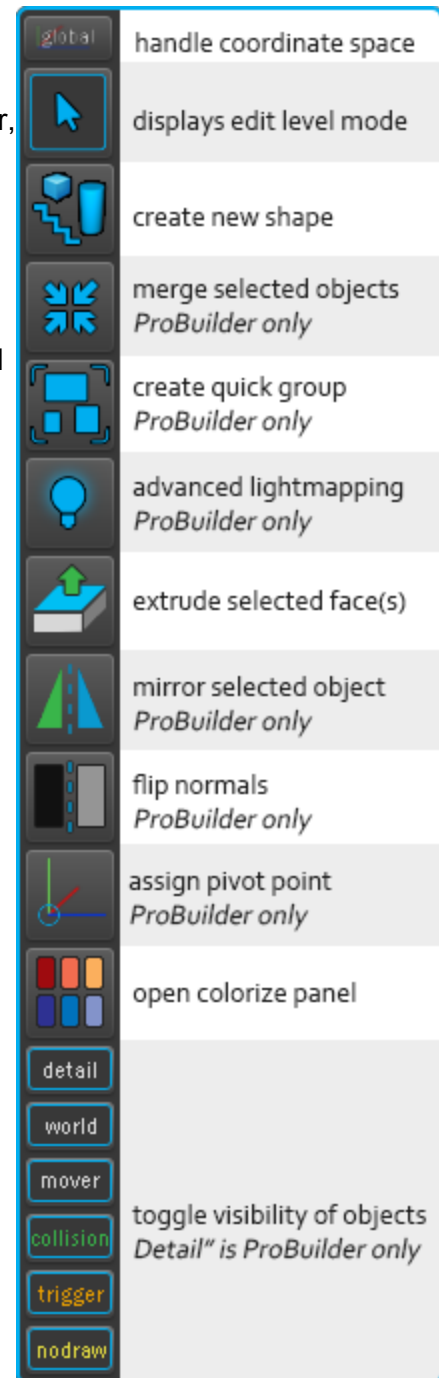 global
handle coordinate space
r,
displays edit level mode
create new shape
merge selected objects
ProBuilder only
l
create quick group
ProBuilder only
advanced lightmapping
ProBuilder only
extrude selected face(s)
mirror selected object
ProBuilder only
flip normals
ProBuilder only
assign pivot point
ProBuilder only
open colorize panel
detail
world
mover
collision
trigger
nodraw
toggle visibility of objects
Detail" is ProBuilder only